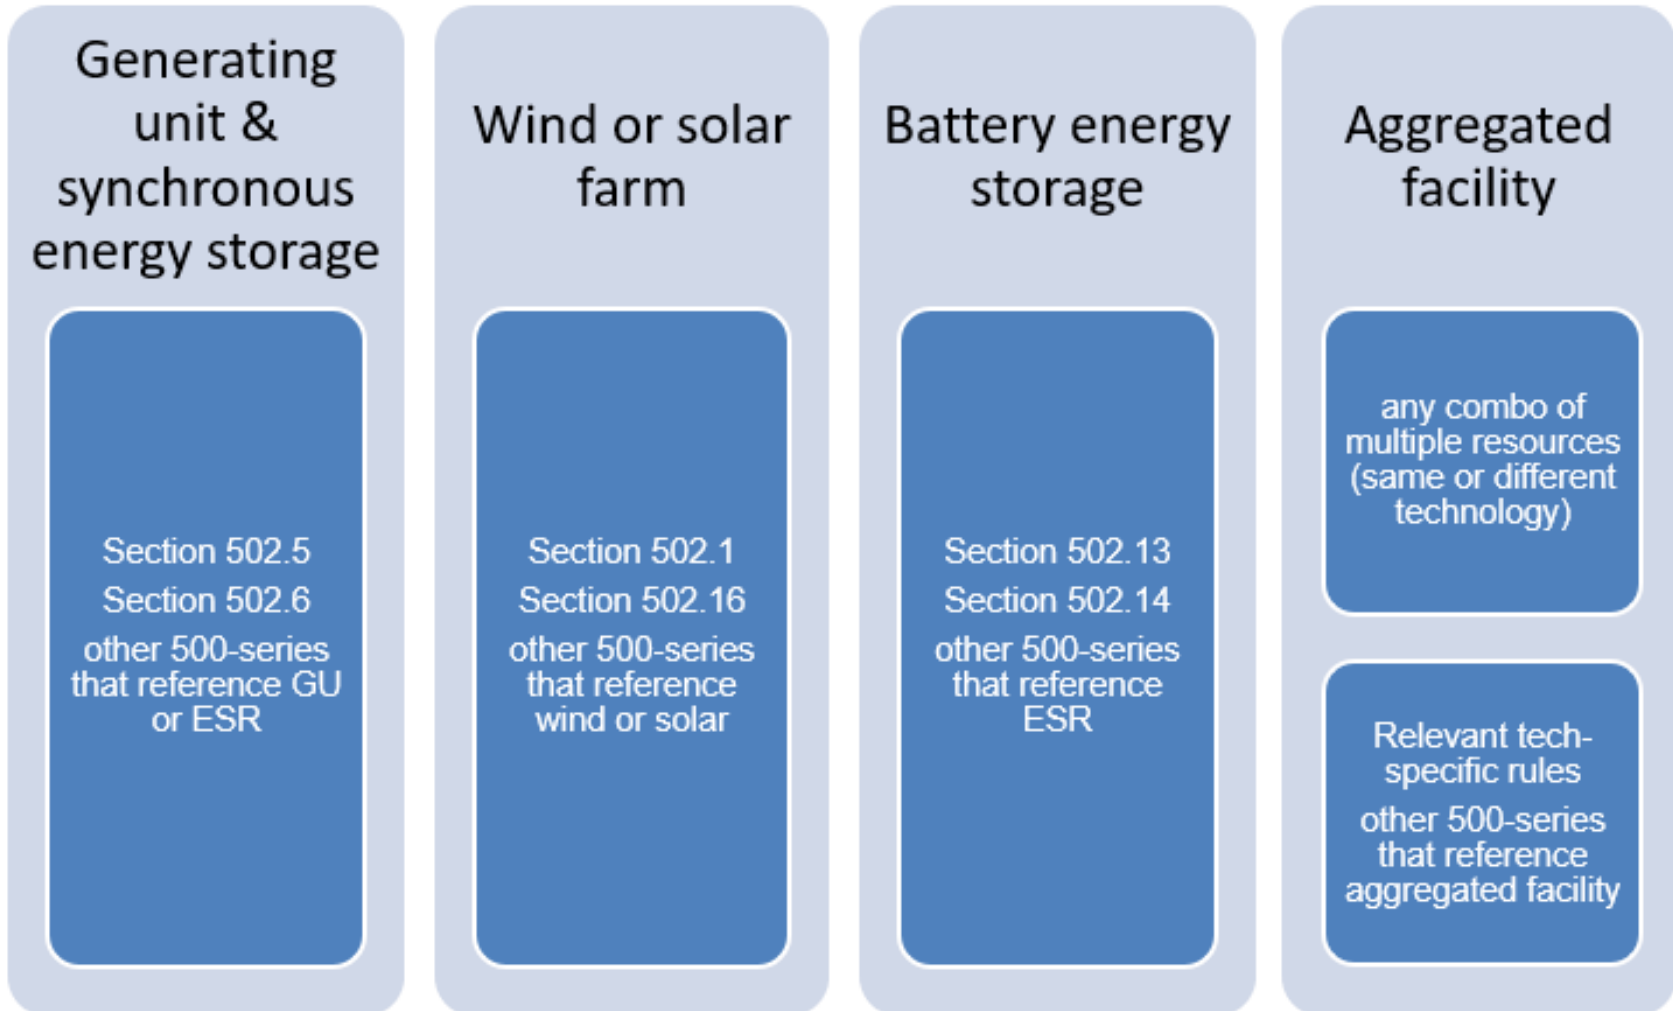 Generating
unit &
synchronous
energy storage
Section 502.5
Section 502.6
other 500-series
that reference GU
or ESR
Wind or solar
farm
Section 502.1
Section 502.16
other 500-series
that reference
wind or solar
Battery energy
storage
Section 502.13
Section 502.14
other 500-series
that reference
ESR
Aggregated
facility
any combo of
multiple resources
(same or different
technology)
Relevant tech-
specific rules
other 500-series
that reference
aggregated facility